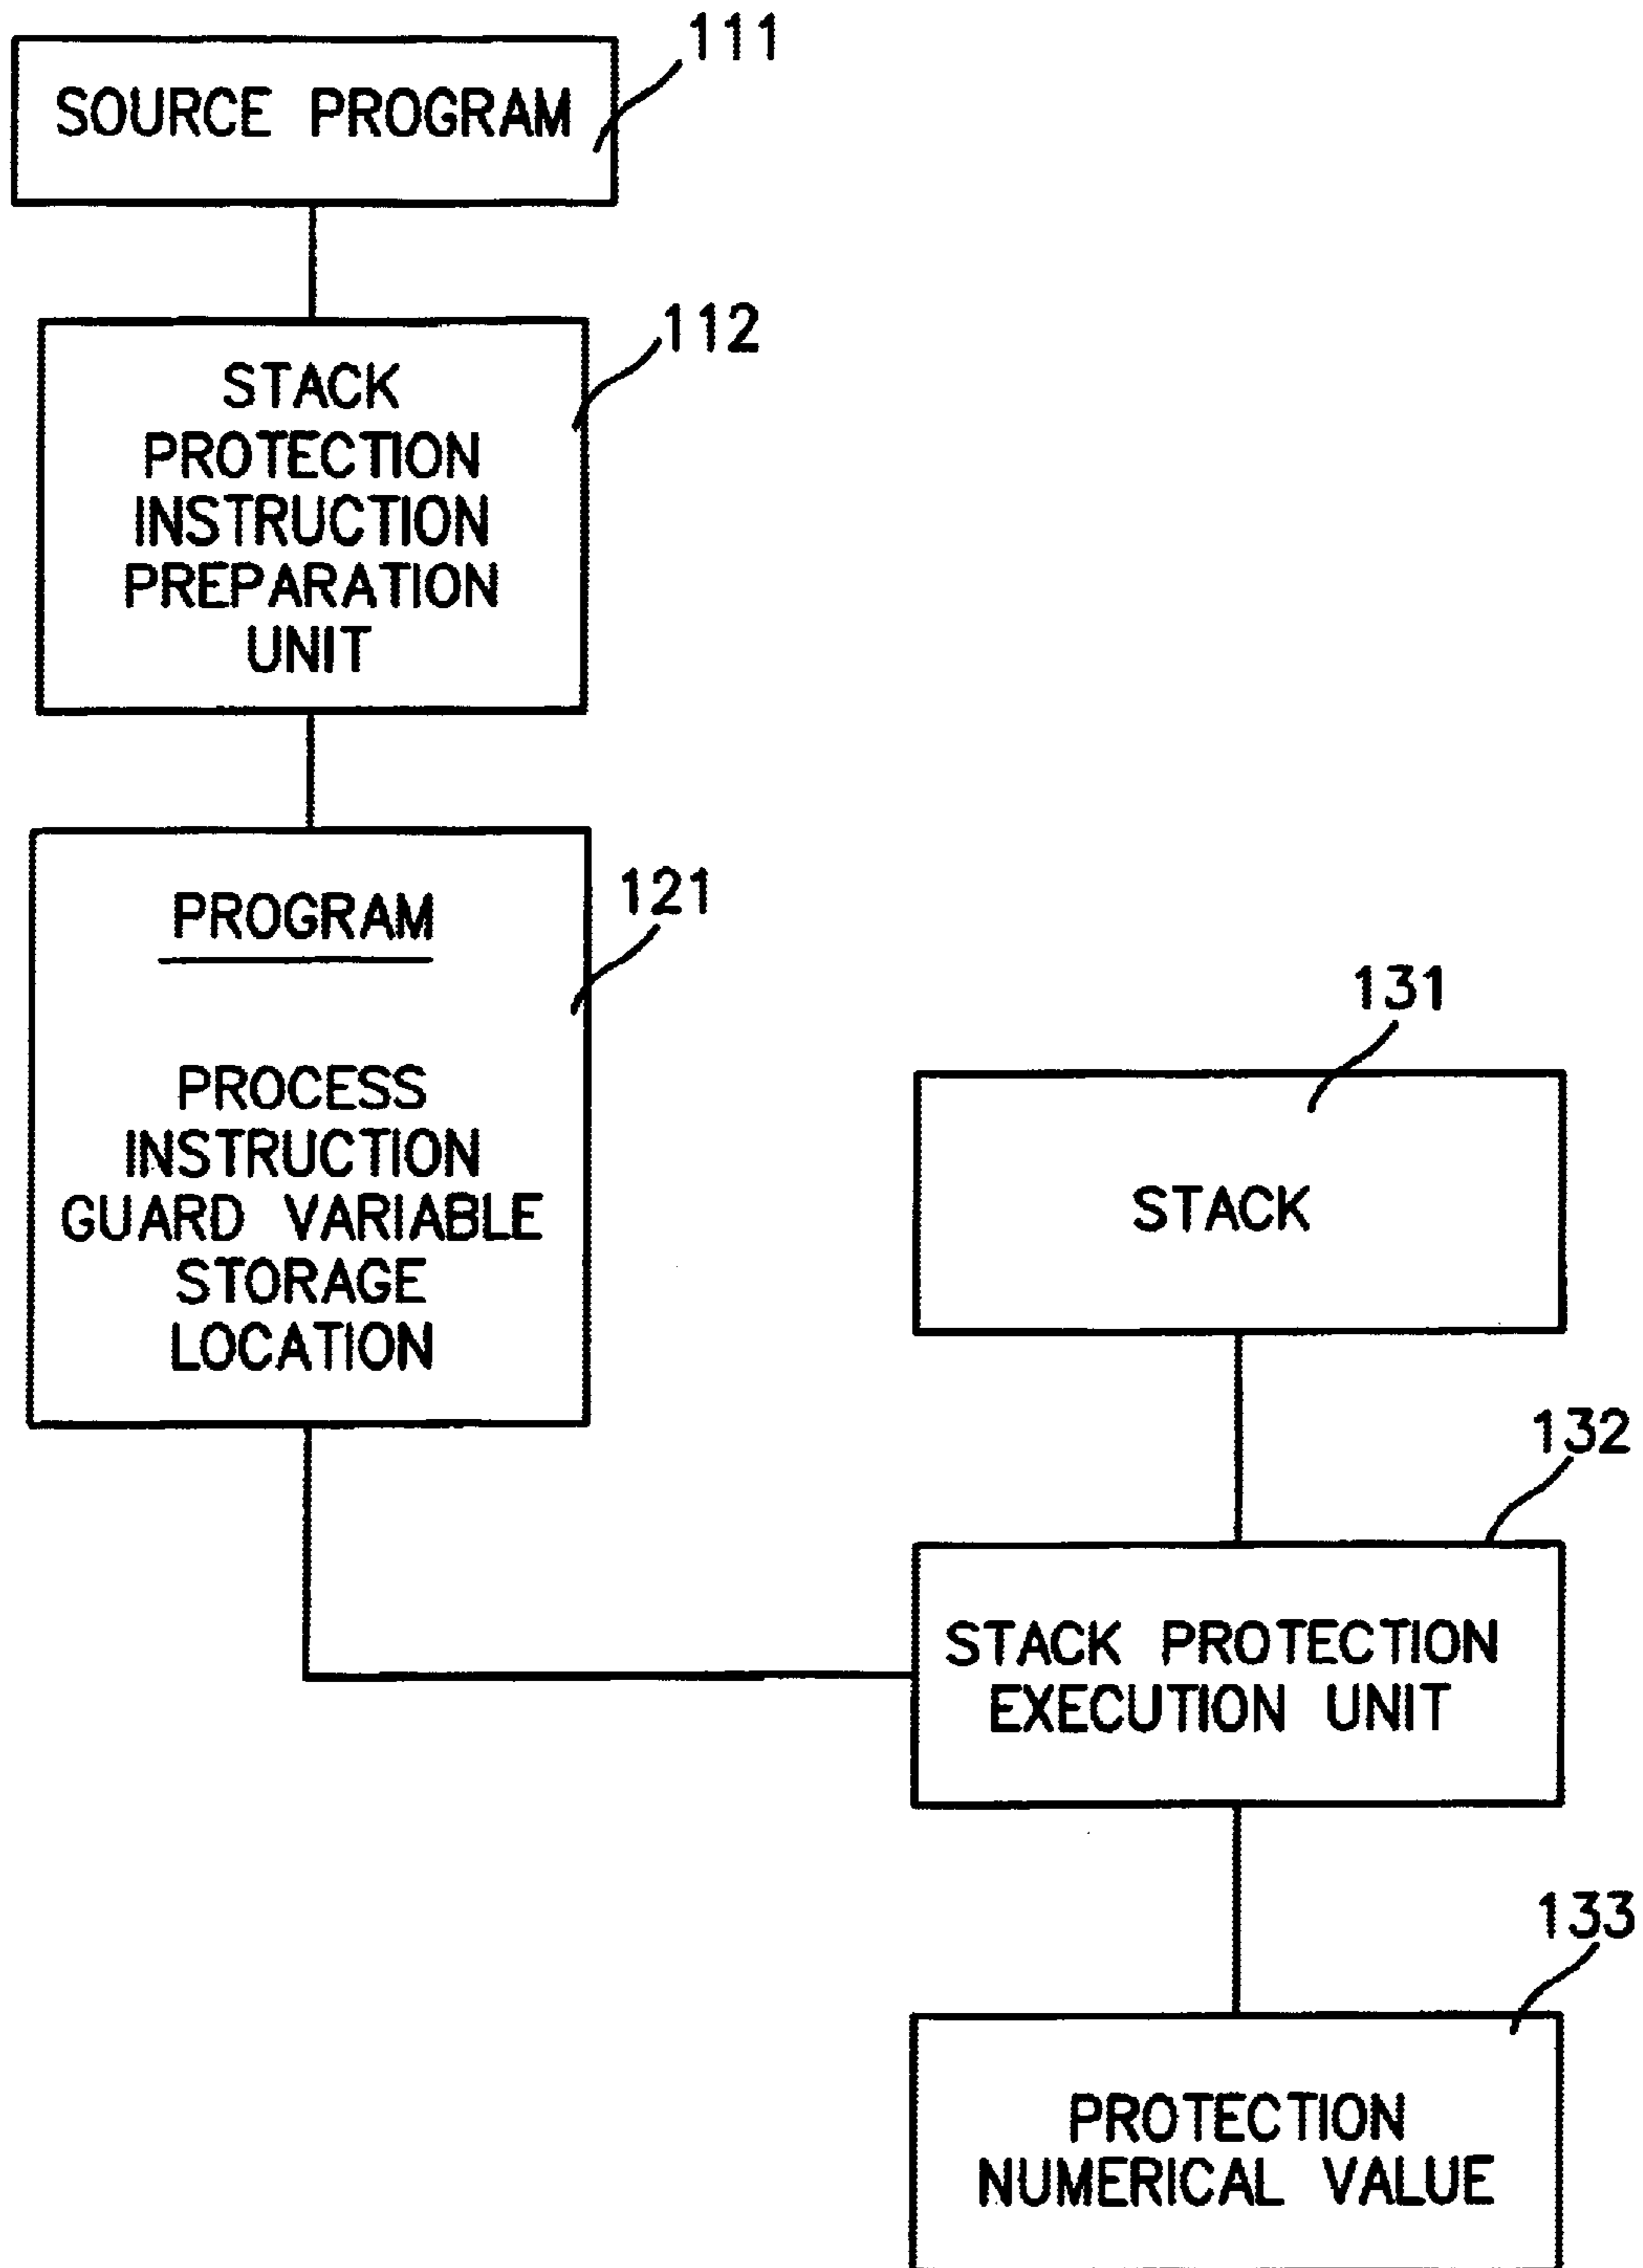 111
SOURCE PROGRAM
112
STACK
PROTECTION
INSTRUCTION
PREPARATION
UNIT
121
PROGRAM
PROCESS
INSTRUCTION
GUARD VARIABLE
STORAGE
LOCATION
131
STACK
132
STACK PROTECTION
EXECUTION UNIT
133
PROTECTION
NUMERICAL VALUE